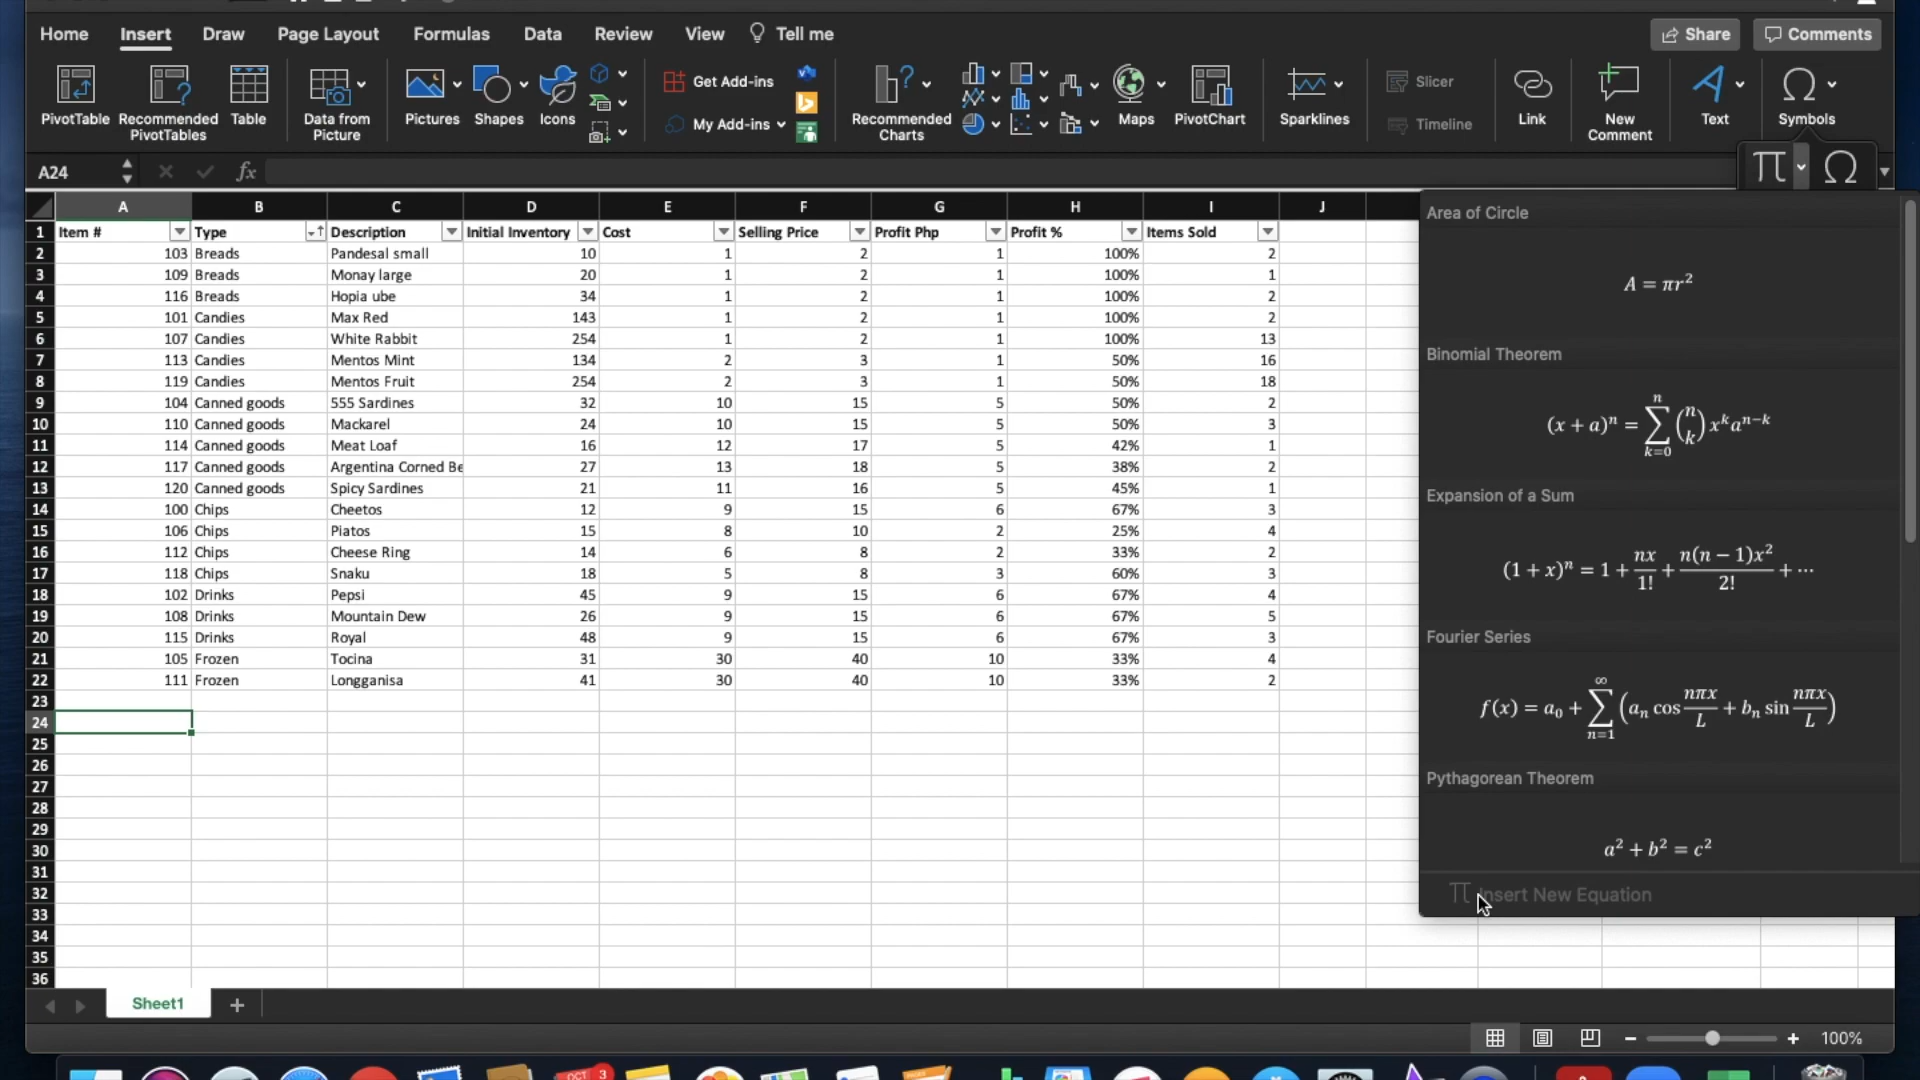 Home Insert Draw Page Layout Formulas Data Review View Tell me Share Comments
PivotTable Recommended PivotTables Table Data from Picture Pictures Shapes Icons Get Add-ins My Add-ins Recommended Charts Maps PivotChart Sparklines Slicer Timeline Link New Comment Text Symbols
A24 fx
A B C D E F G H I J
1 Item # Type Description Initial Inventory Cost Selling Price Profit Php Profit % Items Sold
2 103 Breads Pandesal small 10 1 2 1 100% 2
3 109 Breads Monay large 20 1 2 1 100% 1
4 116 Breads Hopia ube 34 1 2 1 100% 2
5 101 Candies Max Red 143 1 2 1 100% 2
6 107 Candies White Rabbit 254 1 2 1 100% 13
7 113 Candies Mentos Mint 134 2 3 1 50% 16
8 119 Candies Mentos Fruit 254 2 3 1 50% 18
9 104 Canned goods 555 Sardines 32 10 15 5 50% 2
10 110 Canned goods Mackarel 24 10 15 5 50% 3
11 114 Canned goods Meat Loaf 16 12 17 5 42% 1
12 117 Canned goods Argentina Corned Be 27 13 18 5 38% 2
13 120 Canned goods Spicy Sardines 21 11 16 5 45% 1
14 100 Chips Cheetos 12 9 15 6 67% 3
15 106 Chips Piatos 15 8 10 2 25% 4
16 112 Chips Cheese Ring 14 6 8 2 33% 2
17 118 Chips Snaku 18 5 8 3 60% 3
18 102 Drinks Pepsi 45 9 15 6 67% 4
19 108 Drinks Mountain Dew 26 9 15 6 67% 5
20 115 Drinks Royal 48 9 15 6 67% 3
21 105 Frozen Tocina 31 30 40 10 33% 4
22 111 Frozen Longganisa 41 30 40 10 33% 2
23
24
25
26
27
28
29
30
31
32
33
34
35
36
π Ω
Area of Circle
A = πr²
Binomial Theorem
(x + a)ⁿ = ∑ₖ₌₀ⁿ (n k) xᵏaⁿ⁻ᵏ
Expansion of a Sum
(1 + x)ⁿ = 1 + nx/1! + n(n − 1)x²/2! + ⋯
Fourier Series
f(x) = a₀ + ∑ₙ₌₁^∞ (aₙ cos nπx/L + bₙ sin nπx/L)
Pythagorean Theorem
a² + b² = c²
π Insert New Equation
Sheet1 +
− + 100%
OCT 3